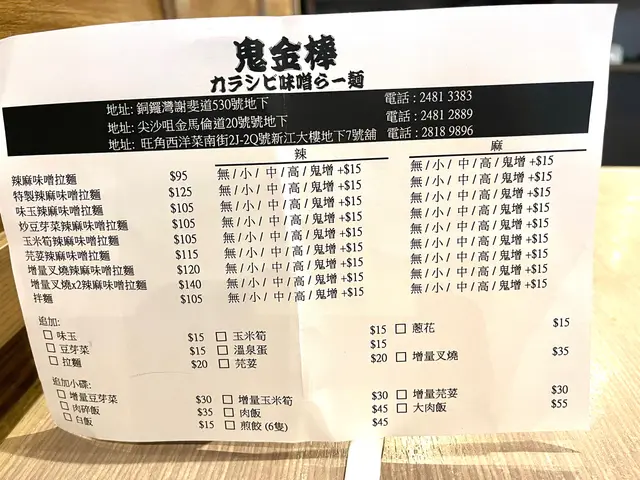 鬼金棒
カラシビ味噌らー麺
地址: 銅鑼灣謝斐道530號地下 電話 : 2481 3383
地址: 尖沙咀金馬倫道20號號地下 電話 : 2481 2889
地址: 旺角西洋菜南街2J-2Q號新江大樓地下7號舖 電話 : 2818 9896
辣 麻
辣麻味噌拉麵 $95 無 / 小 / 中 / 高 / 鬼增 +$15 無 / 小 / 中 / 高 / 鬼增 +$15
特製辣麻味噌拉麵 $125 無 / 小 / 中 / 高 / 鬼增 +$15 無 / 小 / 中 / 高 / 鬼增 +$15
味玉辣麻味噌拉麵 $105 無 / 小 / 中 / 高 / 鬼增 +$15 無 / 小 / 中 / 高 / 鬼增 +$15
炒豆芽菜辣麻味噌拉麵 $105 無 / 小 / 中 / 高 / 鬼增 +$15 無 / 小 / 中 / 高 / 鬼增 +$15
玉米筍辣麻味噌拉麵 $105 無 / 小 / 中 / 高 / 鬼增 +$15 無 / 小 / 中 / 高 / 鬼增 +$15
芫荽辣麻味噌拉麵 $115 無 / 小 / 中 / 高 / 鬼增 +$15 無 / 小 / 中 / 高 / 鬼增 +$15
增量叉燒辣麻味噌拉麵 $120 無 / 小 / 中 / 高 / 鬼增 +$15 無 / 小 / 中 / 高 / 鬼增 +$15
增量叉燒x2辣麻味噌拉麵 $140 無 / 小 / 中 / 高 / 鬼增 +$15 無 / 小 / 中 / 高 / 鬼增 +$15
拌麵 $105 無 / 小 / 中 / 高 / 鬼增 +$15 無 / 小 / 中 / 高 / 鬼增 +$15
追加:
味玉 $15 玉米筍 $15 蔥花 $15
豆芽菜 $15 溫泉蛋 $15
拉麵 $20 芫荽 $20 增量叉燒 $35
追加小碟:
增量豆芽菜 $30 增量玉米筍 $30 增量芫荽 $30
肉碎飯 $35 肉飯 $45 大肉飯 $55
白飯 $15 煎餃 (6隻) $45